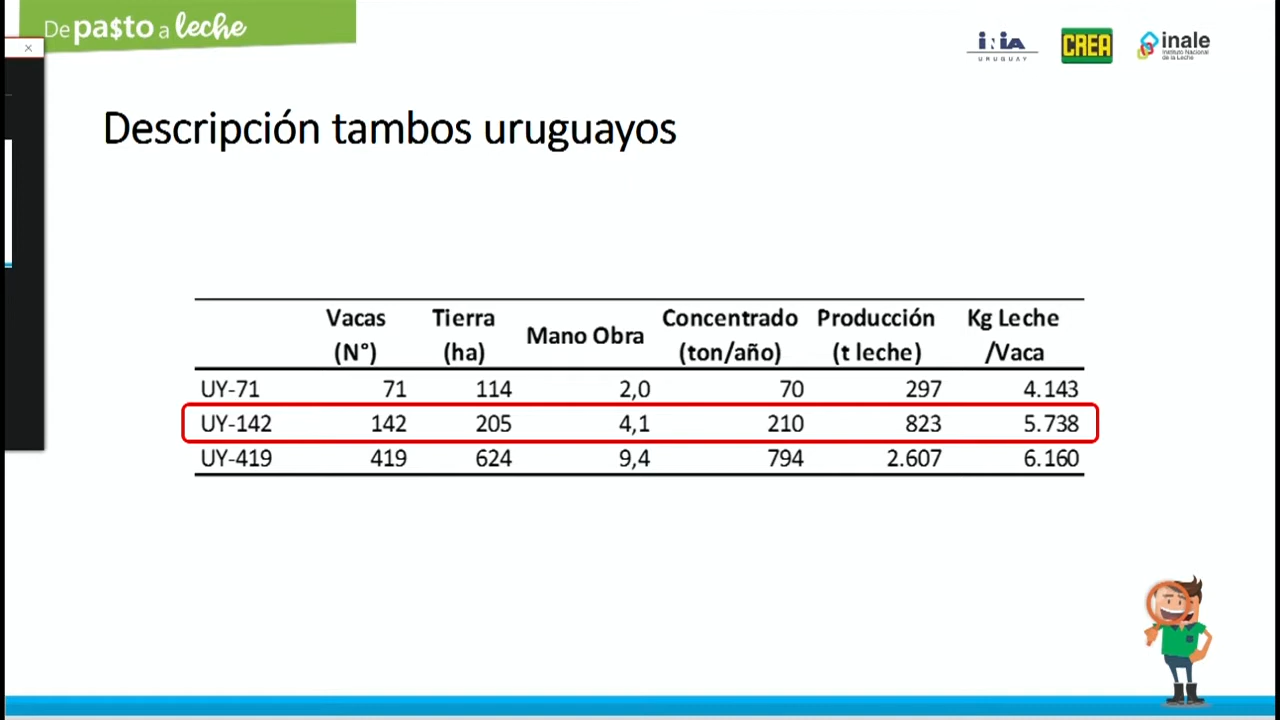 De pa$to a leche
INIA
URUGUAY
CREA
inale
Instituto Nacional
de la Leche
Descripción tambos uruguayos
Vacas (N°) Tierra (ha) Mano Obra Concentrado (ton/año) Producción (t leche) Kg Leche /Vaca
UY-71 71 114 2,0 70 297 4.143
UY-142 142 205 4,1 210 823 5.738
UY-419 419 624 9,4 794 2.607 6.160